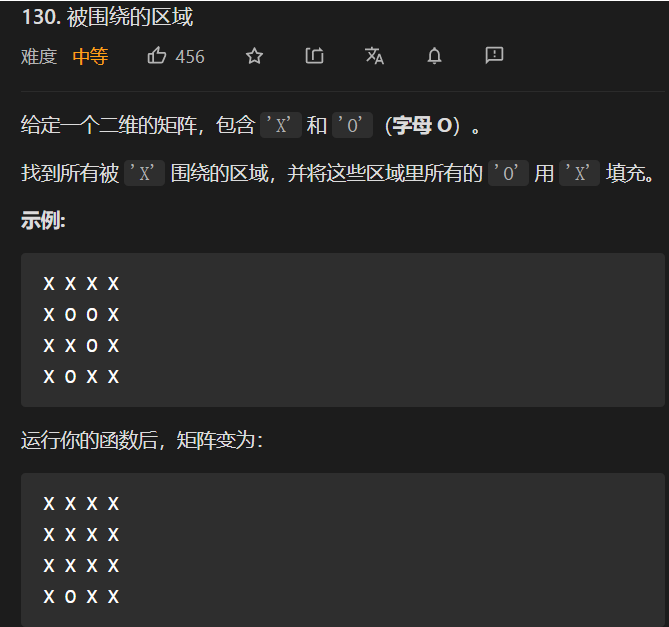 130. 被围绕的区域
难度 中等 456
给定一个二维的矩阵，包含 'X' 和 'O'（字母 O）。
找到所有被 'X' 围绕的区域，并将这些区域里所有的 'O' 用 'X' 填充。
示例:
X X X X
X O O X
X X O X
X O X X
运行你的函数后，矩阵变为：
X X X X
X X X X
X X X X
X O X X